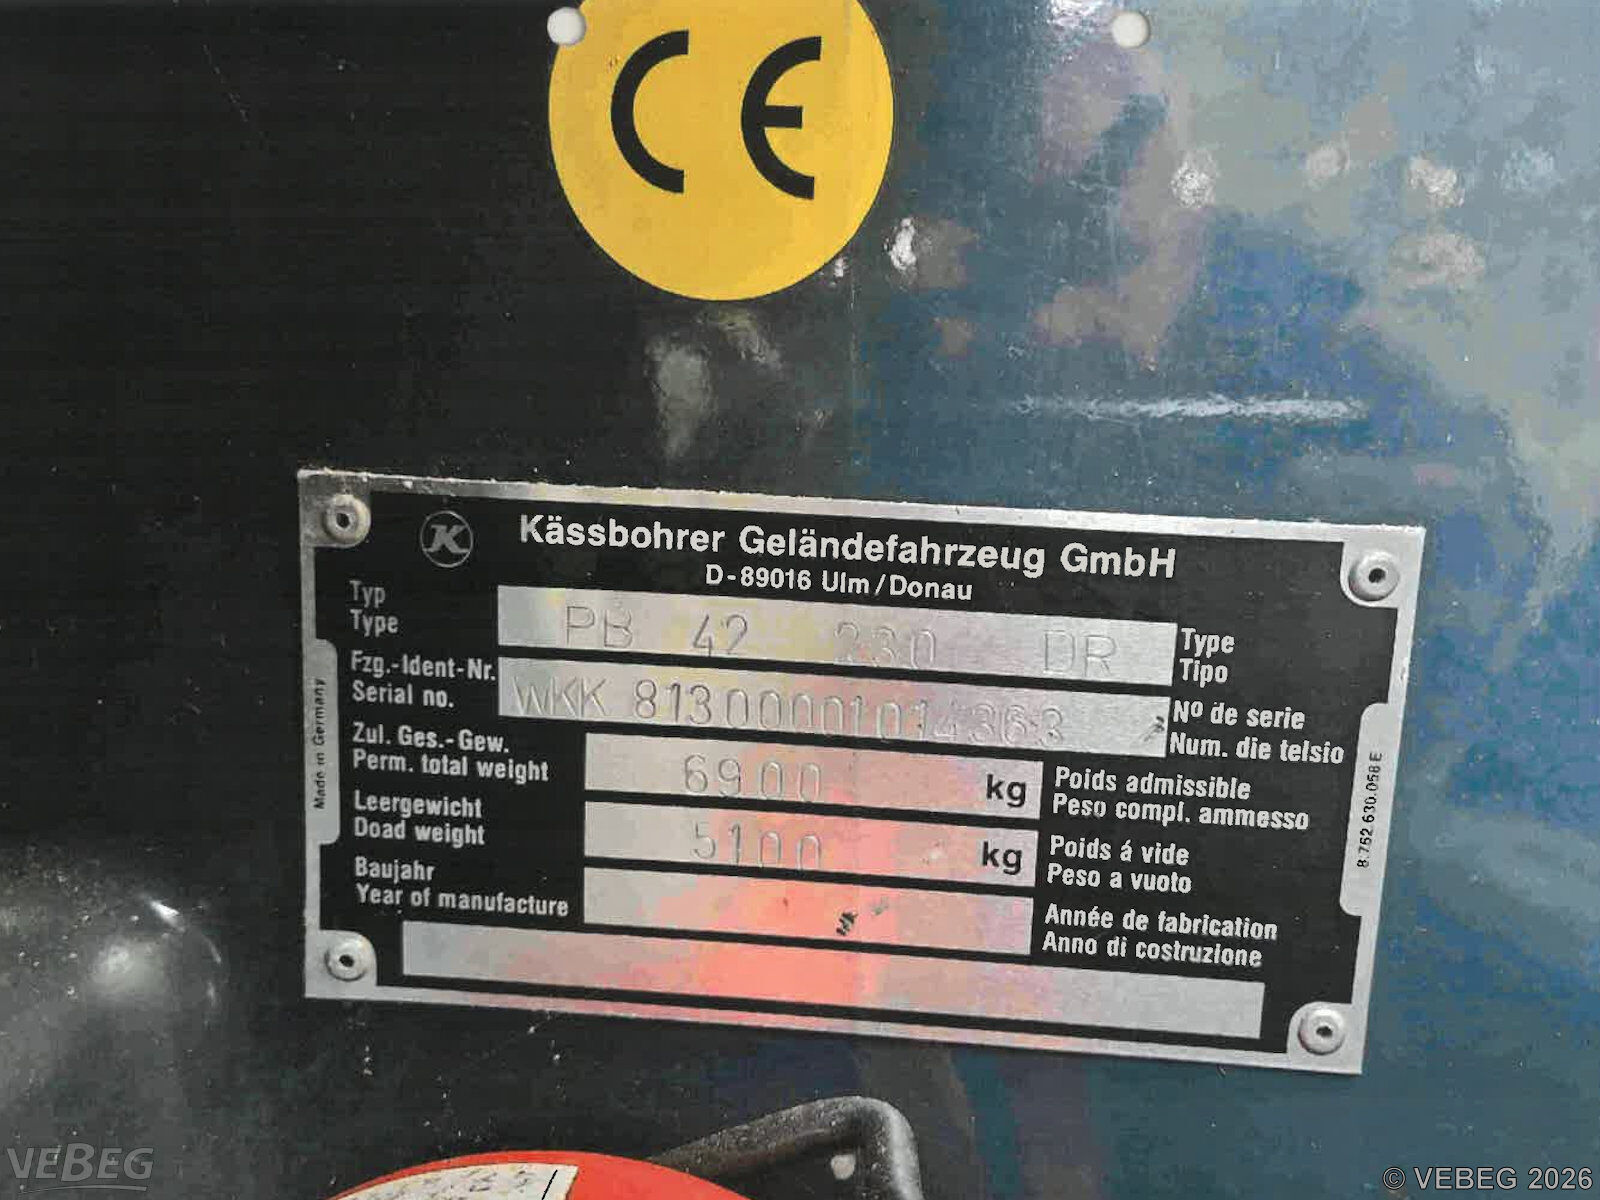 CE
K
Kässbohrer Geländefahrzeug GmbH
D-89016 Ulm/Donau
Typ
Type
PB 42 230 DR
Type
Tipo
Fzg.-Ident-Nr.
Serial no.
WKK 81300001014363
Nº de serie
Num. die telsio
Zul. Ges.-Gew.
Perm. total weight
6900 kg
Poids admissible
Peso compl. ammesso
Leergewicht
Doad weight
5100 kg
Poids á vide
Peso a vuoto
Baujahr
Year of manufacture
Année de fabrication
Anno di costruzione
Made in Germany
8.752.630.058 E
VEBEG
© VEBEG 2026